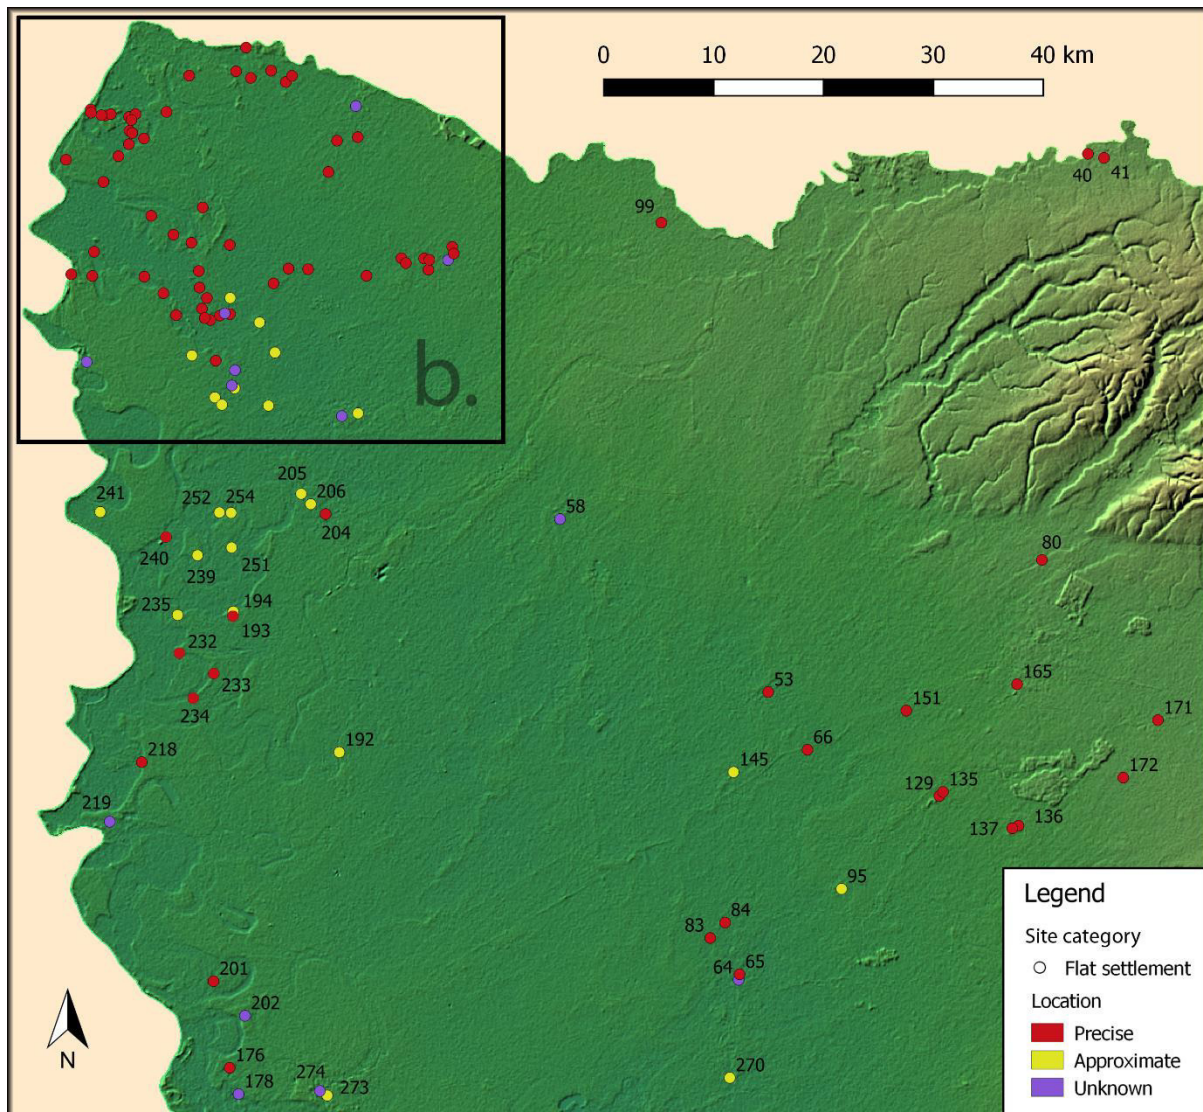 0 10 20 30 40 km
40 41
99
b.
205
241 252 254 206
58
204
240
239 251 80
235 194
193
232
233 53 165
234 151 171
192 66
218 145 172
129 135
219
137 136
95
84
83
64 65
201
202
176
178 274 273 270
N
Legend
Site category
Flat settlement
Location
Precise
Approximate
Unknown